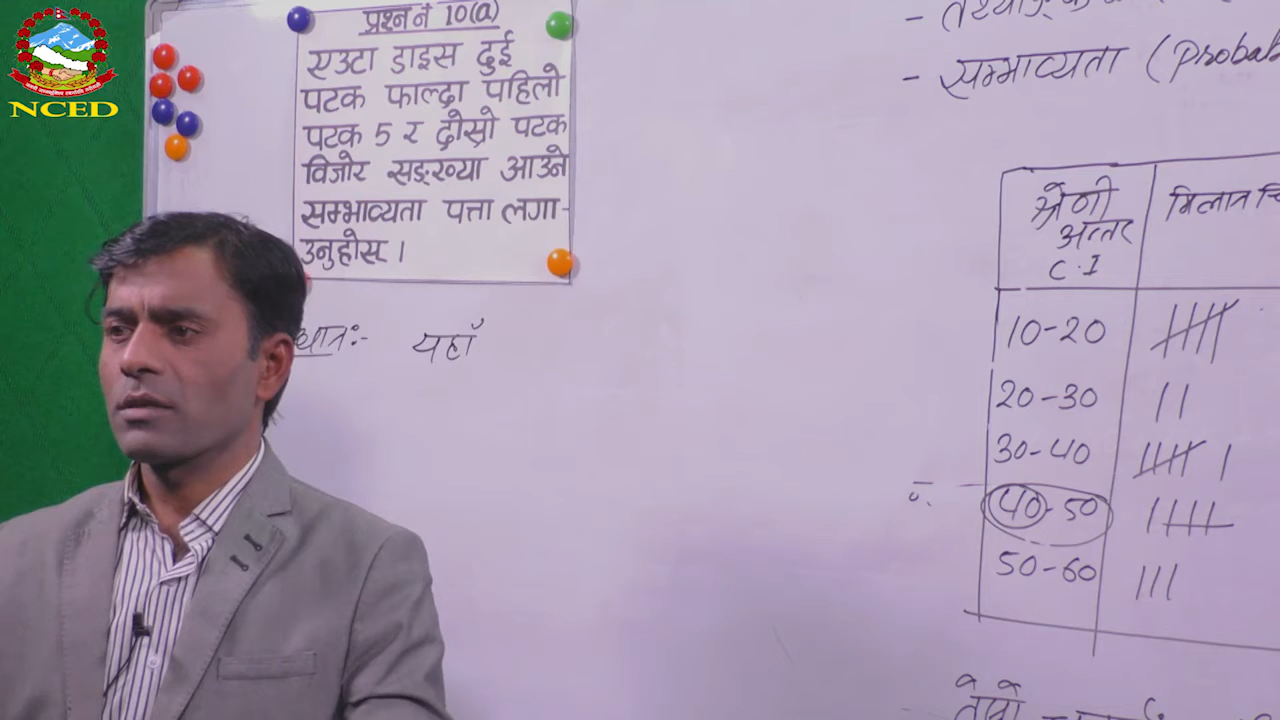 NCED
प्रश्न नं 10(a)
एउटा डाइस दुई
पटक फाल्दा पहिलो
पटक 5 र दोस्रो पटक
विजोर सङ्ख्या आउने
सम्भाव्यता पत्ता लगा-
उनुहोस् ।
यहाँ
- सम्भाव्यता (Probab
श्रेणी
अन्तर
C.I
मिलान चि
10-20
20-30
30-40
40-50
50-60